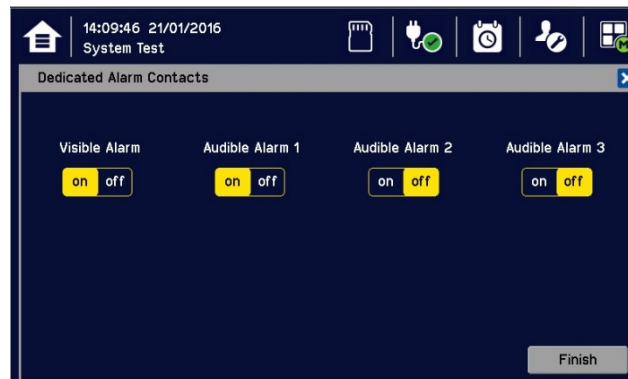 14:09:46 21/01/2016
System Test
Dedicated Alarm Contacts
Visible Alarm Audible Alarm 1 Audible Alarm 2 Audible Alarm 3
on off on off on off on off
Finish